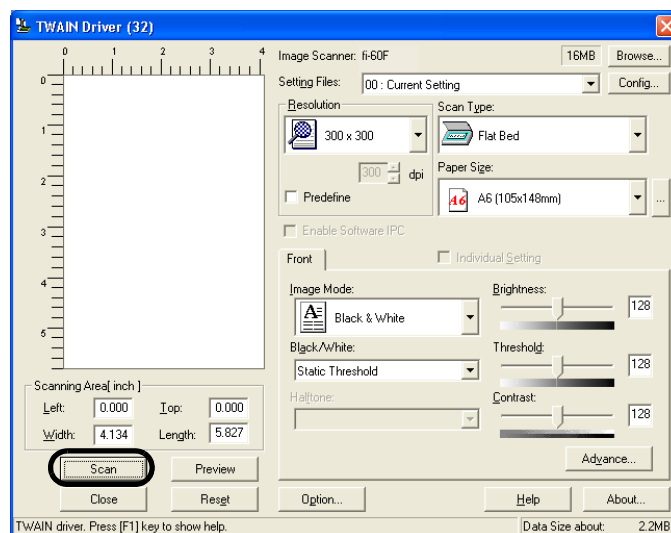 TWAIN Driver (32)
0 1 2 3 4
0
1
2
3
4
5
Image Scanner: fi-60F 16MB Browse...
Setting Files: 00 : Current Setting Config...
Resolution
300 x 300
300 dpi
Predefine
Scan Type:
Flat Bed
Paper Size:
A6 A6 (105x148mm) ...
Enable Software IPC
Front Individual Setting
Image Mode:
A Black & White
Black/White:
Static Threshold
Halftone:
Brightness:
128
Threshold:
128
Contrast:
128
Advance...
Scanning Area[ inch ]
Left: 0.000 Top: 0.000
Width: 4.134 Length: 5.827
Scan Preview
Close Reset Option... Help About...
TWAIN driver. Press [F1] key to show help. Data Size about: 2.2MB